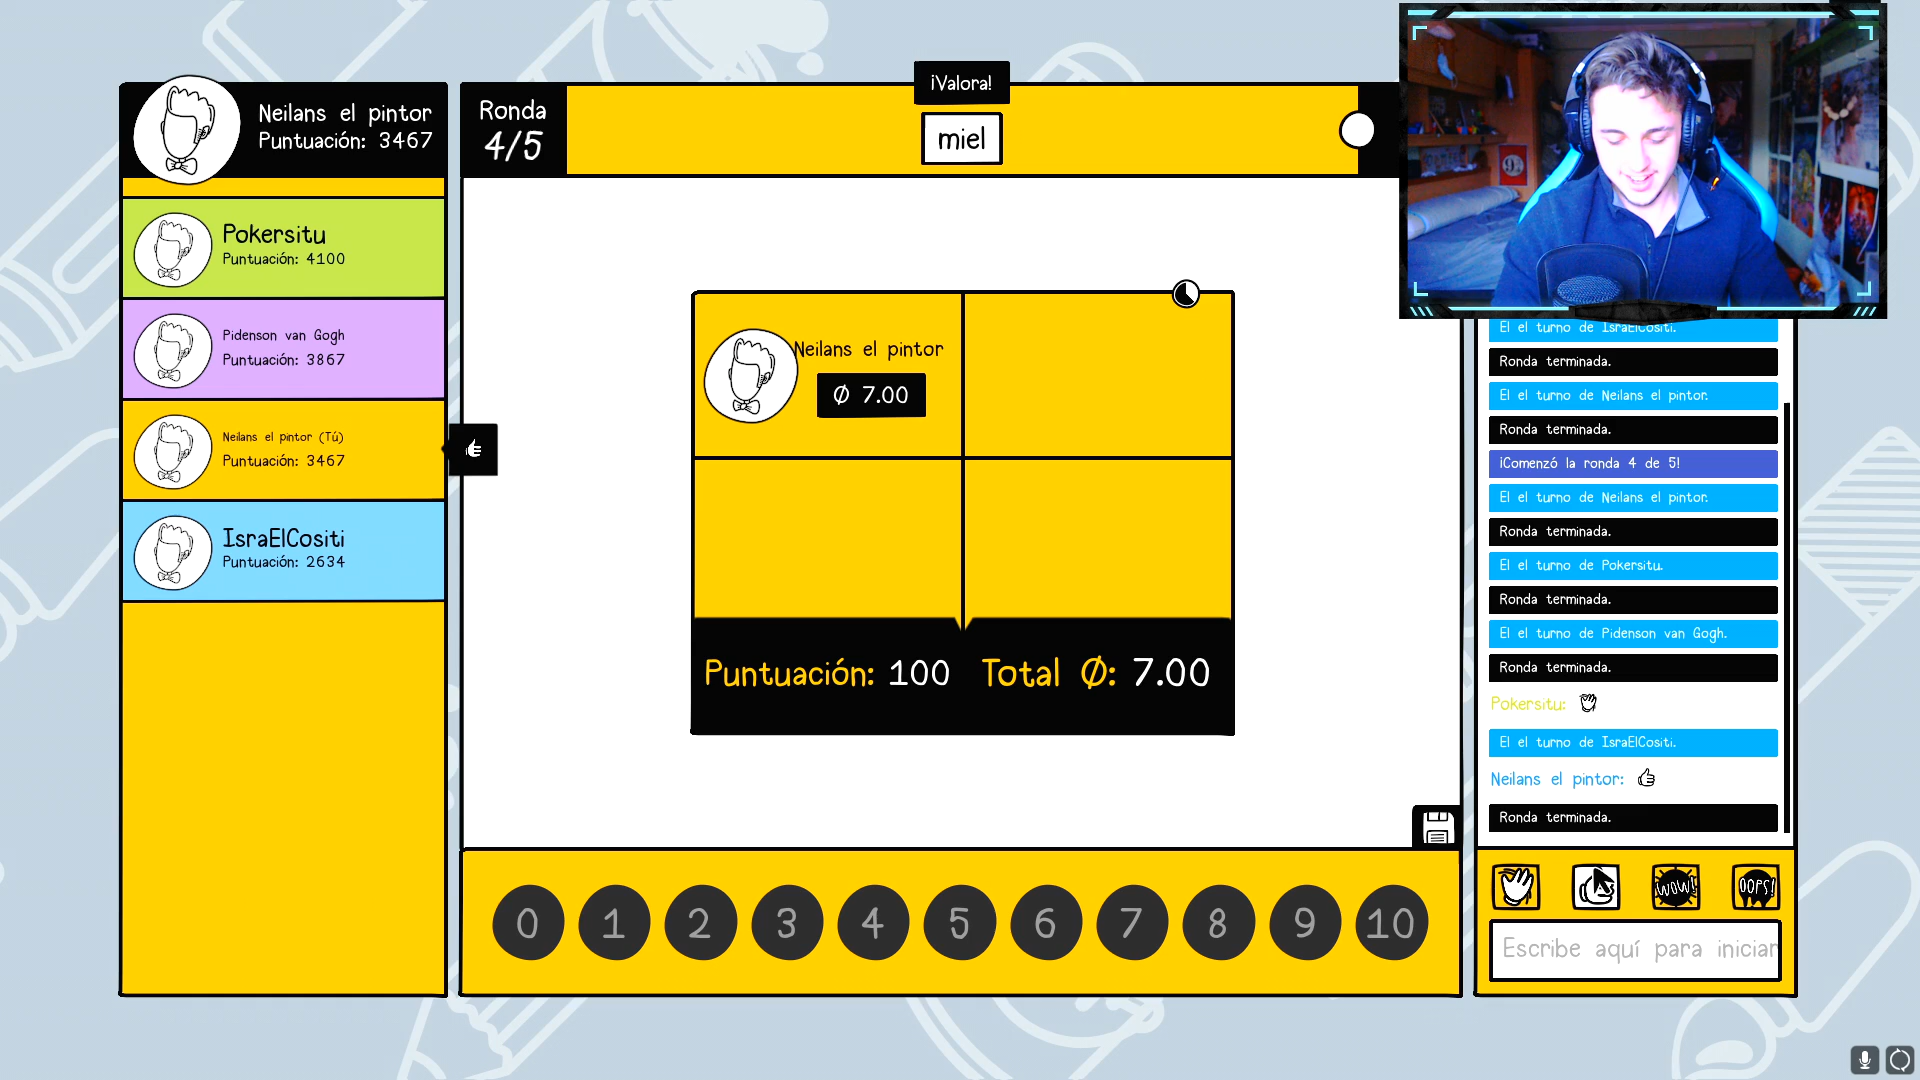 Neilans el pintor
Puntuación: 3467
Pokersitu
Puntuación: 4100
Pidenson van Gogh
Puntuación: 3867
Neilans el pintor (Tú)
Puntuación: 3467
IsraElCositi
Puntuación: 2634
Ronda
4/5
¡Valora!
miel
Neilans el pintor
Ø 7.00
Puntuación: 100 Total Ø: 7.00
0 1 2 3 4 5 6 7 8 9 10
El el turno de IsraElCositi.
Ronda terminada.
El el turno de Neilans el pintor.
Ronda terminada.
¡Comenzó la ronda 4 de 5!
El el turno de Neilans el pintor.
Ronda terminada.
El el turno de Pokersitu.
Ronda terminada.
El el turno de Pidenson van Gogh.
Ronda terminada.
Pokersitu:
El el turno de IsraElCositi.
Neilans el pintor:
Ronda terminada.
WOW! OOPS!
Escribe aquí para iniciar